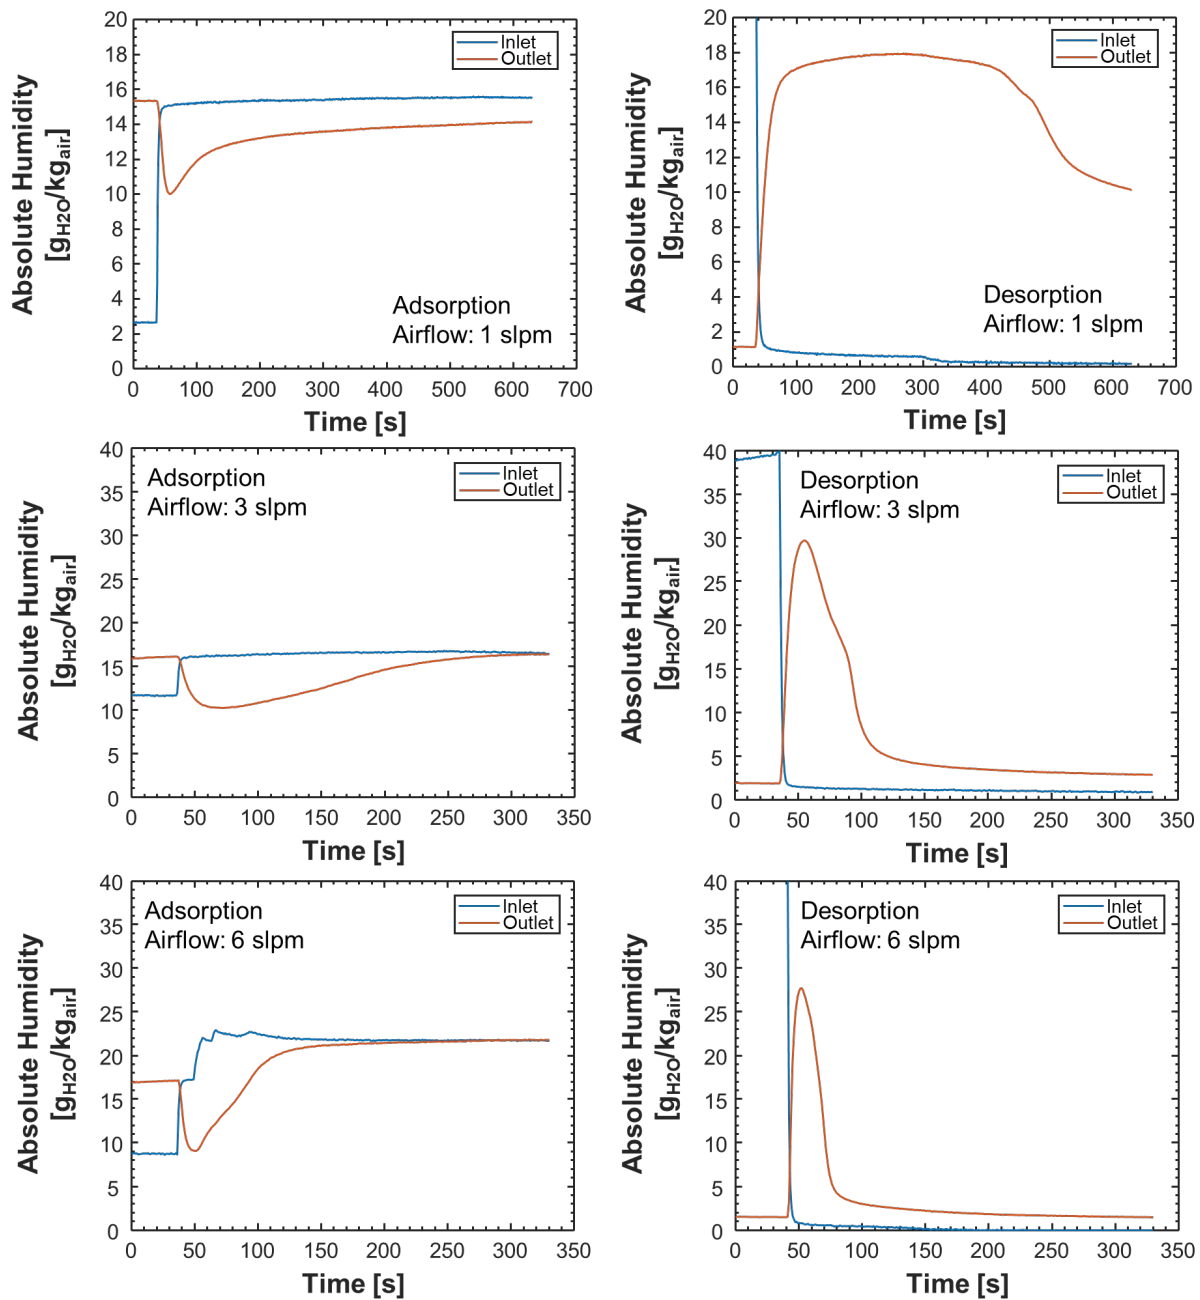 Absolute Humidity
[gH2O/kgair]
20
18
16
14
12
10
8
6
4
2
0
Inlet
Outlet
Adsorption
Airflow: 1 slpm
0 100 200 300 400 500 600 700
Time [s]
Absolute Humidity
[gH2O/kgair]
20
18
16
14
12
10
8
6
4
2
0
Inlet
Outlet
Desorption
Airflow: 1 slpm
0 100 200 300 400 500 600 700
Time [s]
Absolute Humidity
[gH2O/kgair]
40
35
30
25
20
15
10
5
0
Adsorption
Airflow: 3 slpm
Inlet
Outlet
0 50 100 150 200 250 300 350
Time [s]
Absolute Humidity
[gH2O/kgair]
40
35
30
25
20
15
10
5
0
Desorption
Airflow: 3 slpm
Inlet
Outlet
0 50 100 150 200 250 300 350
Time [s]
Absolute Humidity
[gH2O/kgair]
40
35
30
25
20
15
10
5
0
Adsorption
Airflow: 6 slpm
Inlet
Outlet
0 50 100 150 200 250 300 350
Time [s]
Absolute Humidity
[gH2O/kgair]
40
35
30
25
20
15
10
5
0
Desorption
Airflow: 6 slpm
Inlet
Outlet
0 50 100 150 200 250 300 350
Time [s]